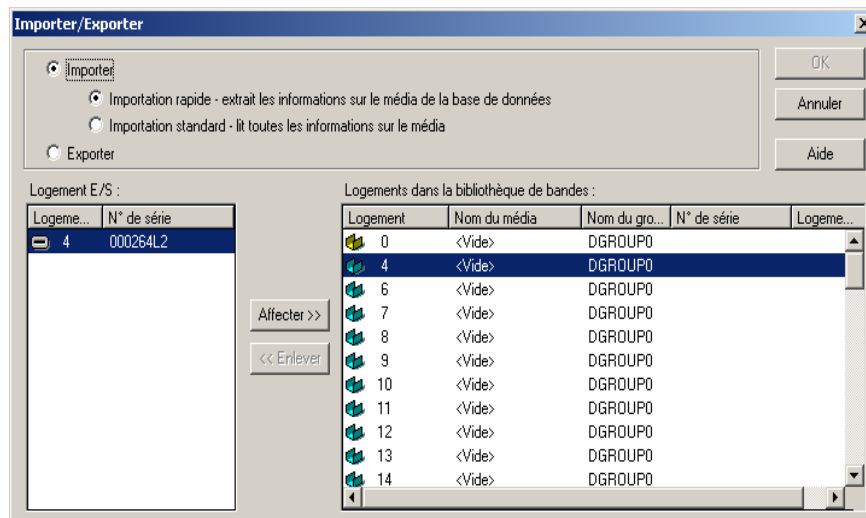 Importer/Exporter
Importer
Importation rapide - extrait les informations sur le média de la base de données
Importation standard - lit toutes les informations sur le média
Exporter
OK
Annuler
Aide
Logement E/S :
Logeme... N° de série
4 000264L2
Affecter >>
<< Enlever
Logements dans la bibliothèque de bandes :
Logement Nom du média Nom du gro... N° de série Logeme...
0 <Vide> DGROUP0
4 <Vide> DGROUP0
6 <Vide> DGROUP0
7 <Vide> DGROUP0
8 <Vide> DGROUP0
9 <Vide> DGROUP0
10 <Vide> DGROUP0
11 <Vide> DGROUP0
12 <Vide> DGROUP0
13 <Vide> DGROUP0
14 <Vide> DGROUP0